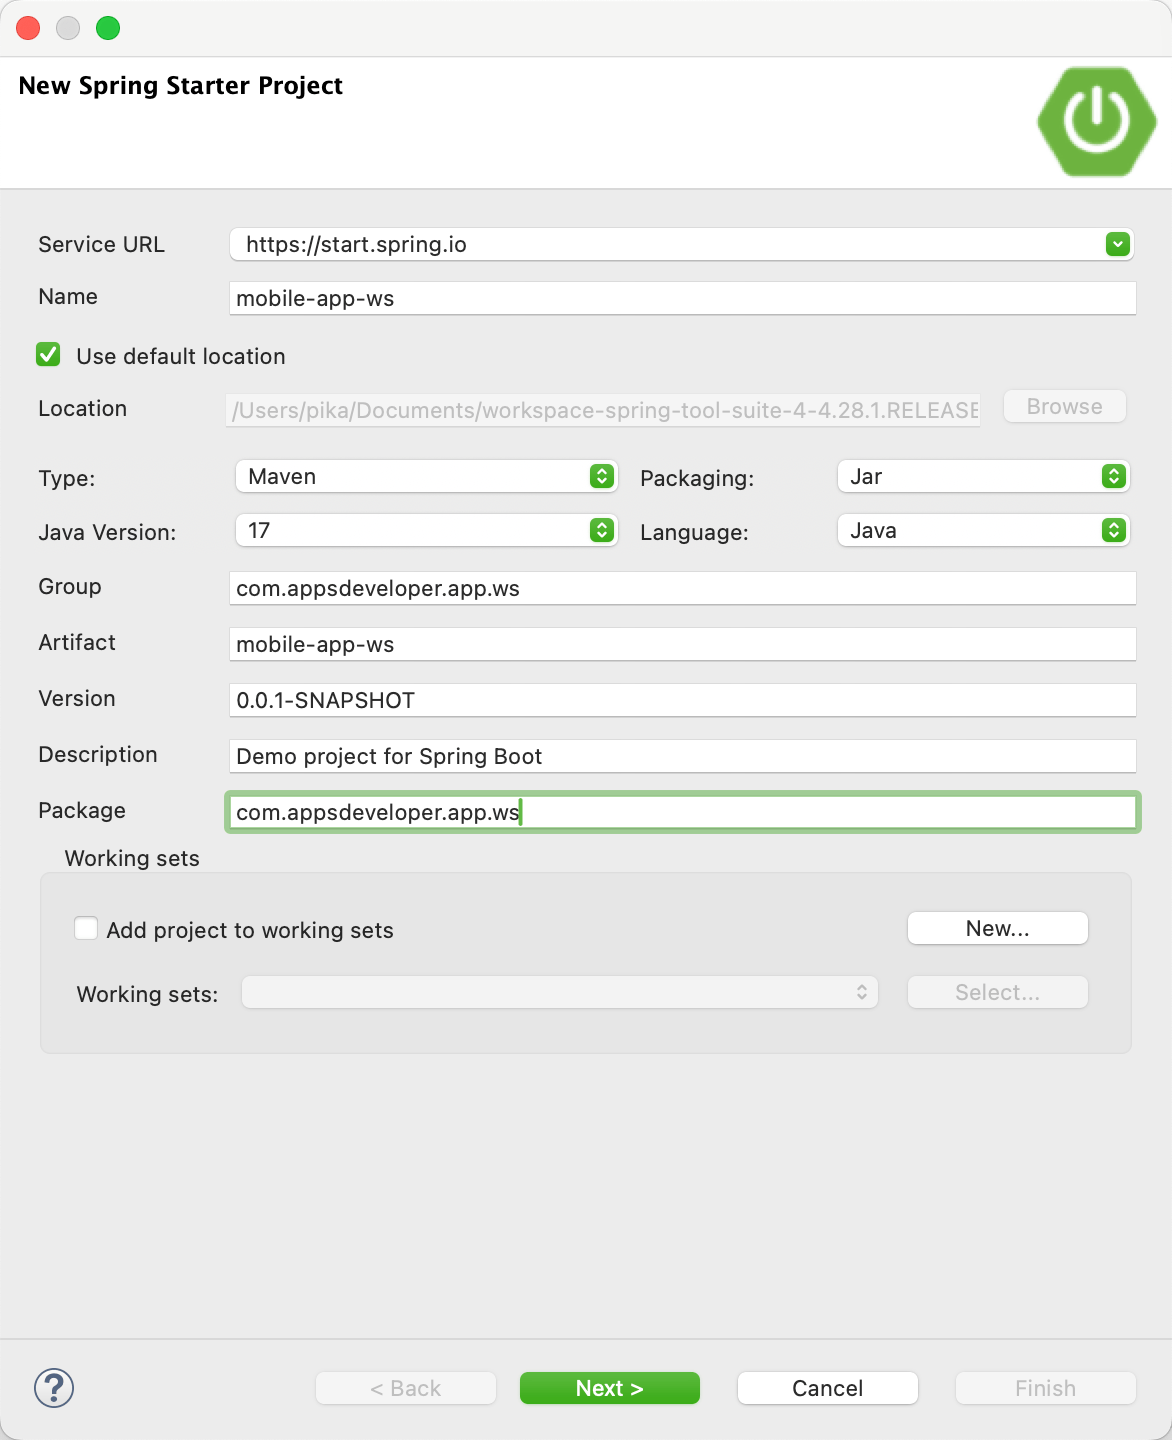 New Spring Starter Project
Service URL https://start.spring.io
Name mobile-app-ws
Use default location
Location /Users/pika/Documents/workspace-spring-tool-suite-4-4.28.1.RELEASE Browse
Type: Maven Packaging: Jar
Java Version: 17 Language: Java
Group com.appsdeveloper.app.ws
Artifact mobile-app-ws
Version 0.0.1-SNAPSHOT
Description Demo project for Spring Boot
Package com.appsdeveloper.app.ws
Working sets
Add project to working sets New...
Working sets: Select...
? < Back Next > Cancel Finish